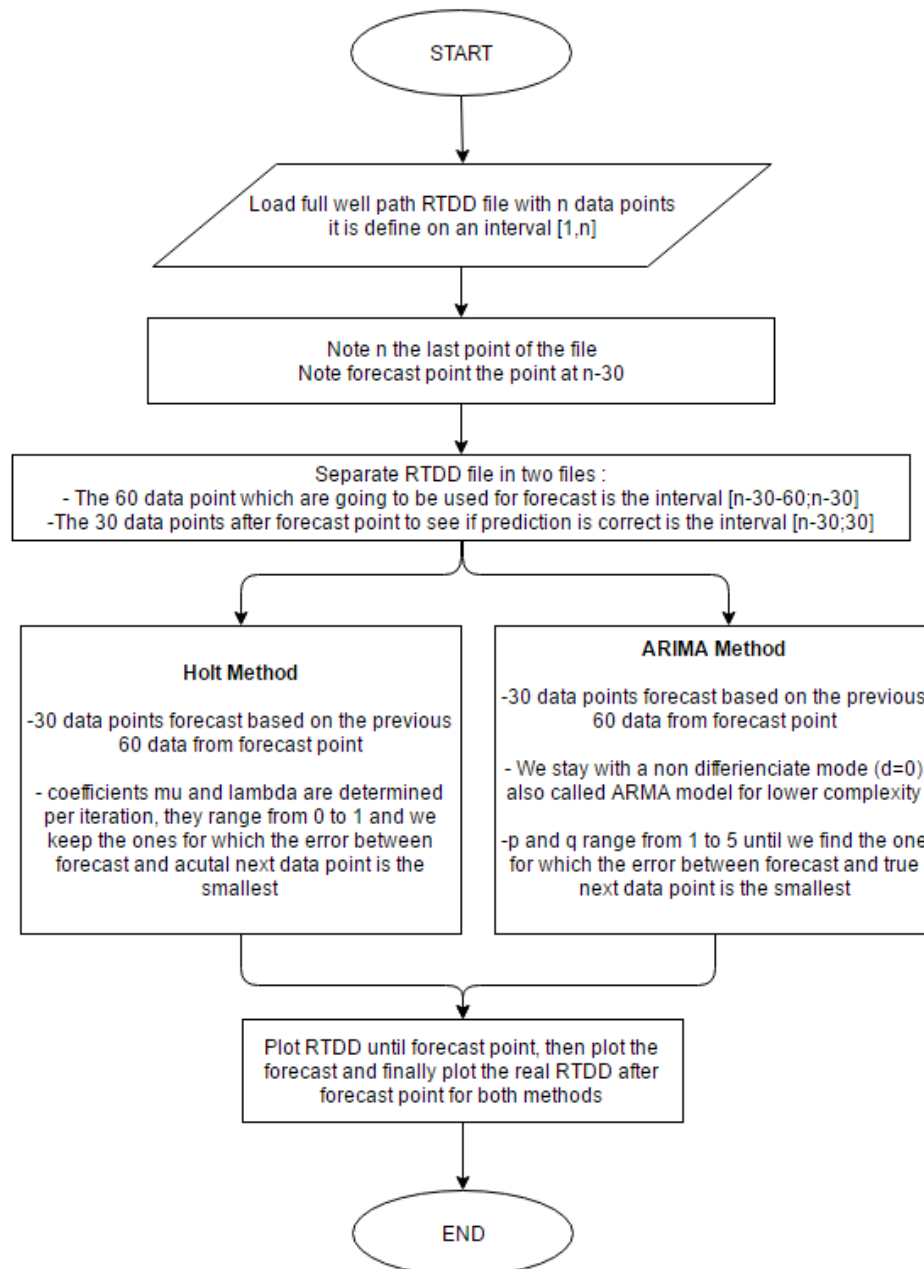 START
Load full well path RTDD file with n data points
it is define on an interval [1,n]
Note n the last point of the file
Note forecast point the point at n-30
Separate RTDD file in two files :
- The 60 data point which are going to be used for forecast is the interval [n-30-60;n-30]
-The 30 data points after forecast point to see if prediction is correct is the interval [n-30;30]
Holt Method
-30 data points forecast based on the previous
60 data from forecast point
- coefficients mu and lambda are determined
per iteration, they range from 0 to 1 and we
keep the ones for which the error between
forecast and acutal next data point is the
smallest
ARIMA Method
-30 data points forecast based on the previous
60 data from forecast point
- We stay with a non differienciate mode (d=0)
also called ARMA model for lower complexity
-p and q range from 1 to 5 until we find the one
for which the error between forecast and true
next data point is the smallest
Plot RTDD until forecast point, then plot the
forecast and finally plot the real RTDD after
forecast point for both methods
END